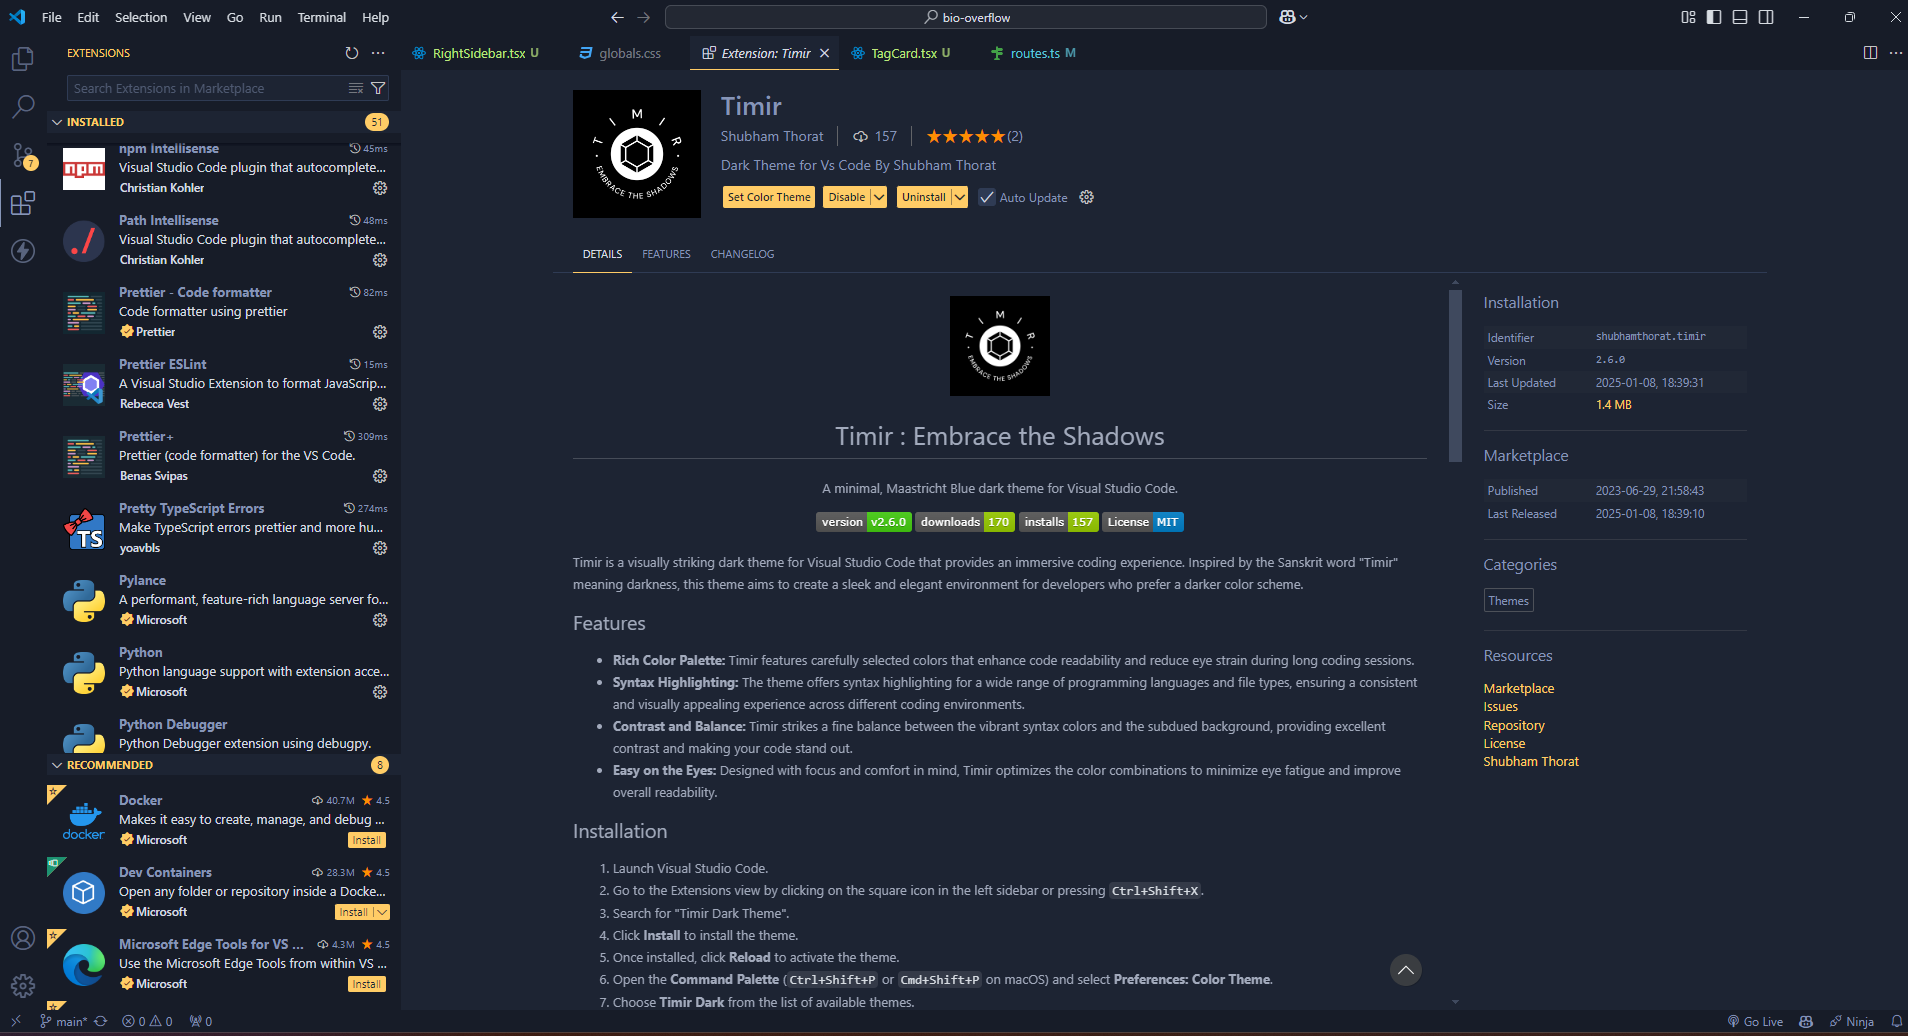 File Edit Selection View Go Run Terminal Help
bio-overflow
EXTENSIONS
Search Extensions in Marketplace
INSTALLED 51
7
npm Intellisense 45ms
Visual Studio Code plugin that autocomplete...
Christian Kohler
Path Intellisense 48ms
Visual Studio Code plugin that autocomplete...
Christian Kohler
Prettier - Code formatter 82ms
Code formatter using prettier
Prettier
Prettier ESLint 15ms
A Visual Studio Extension to format JavaScrip...
Rebecca Vest
Prettier+ 309ms
Prettier (code formatter) for the VS Code.
Benas Svipas
Pretty TypeScript Errors 274ms
TS
Make TypeScript errors prettier and more hu...
yoavbls
Pylance
A performant, feature-rich language server fo...
Microsoft
Python
Python language support with extension acce...
Microsoft
Python Debugger
Python Debugger extension using debugpy.
RECOMMENDED 8
Docker 40.7M 4.5
docker
Makes it easy to create, manage, and debug ...
Microsoft Install
Dev Containers 28.3M 4.5
Open any folder or repository inside a Docke...
Microsoft Install
Microsoft Edge Tools for VS ... 4.3M 4.5
Use the Microsoft Edge Tools from within VS ...
Microsoft Install
RightSidebar.tsx U globals.css Extension: Timir TagCard.tsx U routes.ts M
TIMIR
EMBRACE THE SHADOWS
Timir
Shubham Thorat 157 (2)
Dark Theme for Vs Code By Shubham Thorat
Set Color Theme Disable Uninstall Auto Update
DETAILS FEATURES CHANGELOG
TIMIR
EMBRACE THE SHADOWS
Timir : Embrace the Shadows
A minimal, Maastricht Blue dark theme for Visual Studio Code.
version v2.6.0 downloads 170 installs 157 License MIT
Timir is a visually striking dark theme for Visual Studio Code that provides an immersive coding experience. Inspired by the Sanskrit word "Timir"
meaning darkness, this theme aims to create a sleek and elegant environment for developers who prefer a darker color scheme.
Features
• Rich Color Palette: Timir features carefully selected colors that enhance code readability and reduce eye strain during long coding sessions.
• Syntax Highlighting: The theme offers syntax highlighting for a wide range of programming languages and file types, ensuring a consistent
and visually appealing experience across different coding environments.
• Contrast and Balance: Timir strikes a fine balance between the vibrant syntax colors and the subdued background, providing excellent
contrast and making your code stand out.
• Easy on the Eyes: Designed with focus and comfort in mind, Timir optimizes the color combinations to minimize eye fatigue and improve
overall readability.
Installation
1. Launch Visual Studio Code.
2. Go to the Extensions view by clicking on the square icon in the left sidebar or pressing Ctrl+Shift+X.
3. Search for "Timir Dark Theme".
4. Click Install to install the theme.
5. Once installed, click Reload to activate the theme.
6. Open the Command Palette (Ctrl+Shift+P or Cmd+Shift+P on macOS) and select Preferences: Color Theme.
7. Choose Timir Dark from the list of available themes.
Installation
Identifier shubhamthorat.timir
Version 2.6.0
Last Updated 2025-01-08, 18:39:31
Size 1.4 MB
Marketplace
Published 2023-06-29, 21:58:43
Last Released 2025-01-08, 18:39:10
Categories
Themes
Resources
Marketplace
Issues
Repository
License
Shubham Thorat
main* 0 0 0 Go Live Ninja